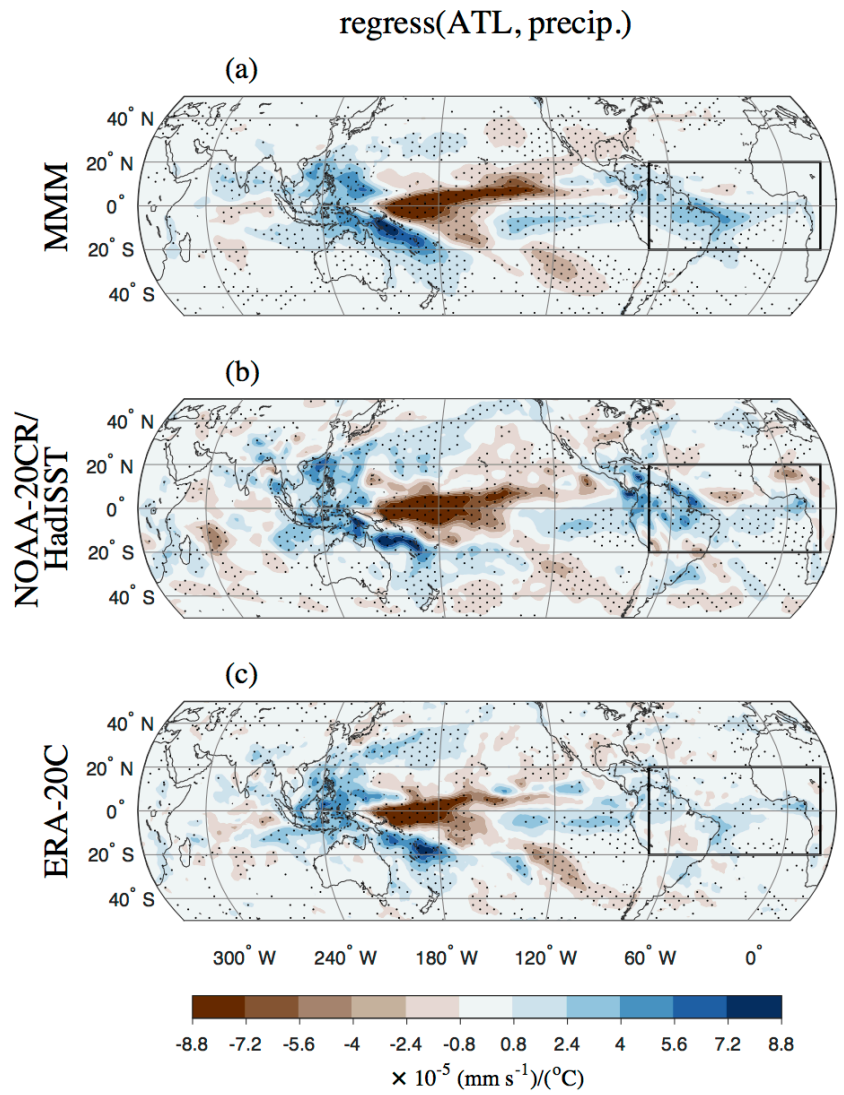 regress(ATL, precip.)
(a)
MMM
40° N
20° N
0°
20° S
40° S
(b)
NOAA-20CR/
HadISST
40° N
20° N
0°
20° S
40° S
(c)
ERA-20C
40° N
20° N
0°
20° S
40° S
300° W 240° W 180° W 120° W 60° W 0°
-8.8 -7.2 -5.6 -4 -2.4 -0.8 0.8 2.4 4 5.6 7.2 8.8
× 10⁻⁵ (mm s⁻¹)/(°C)